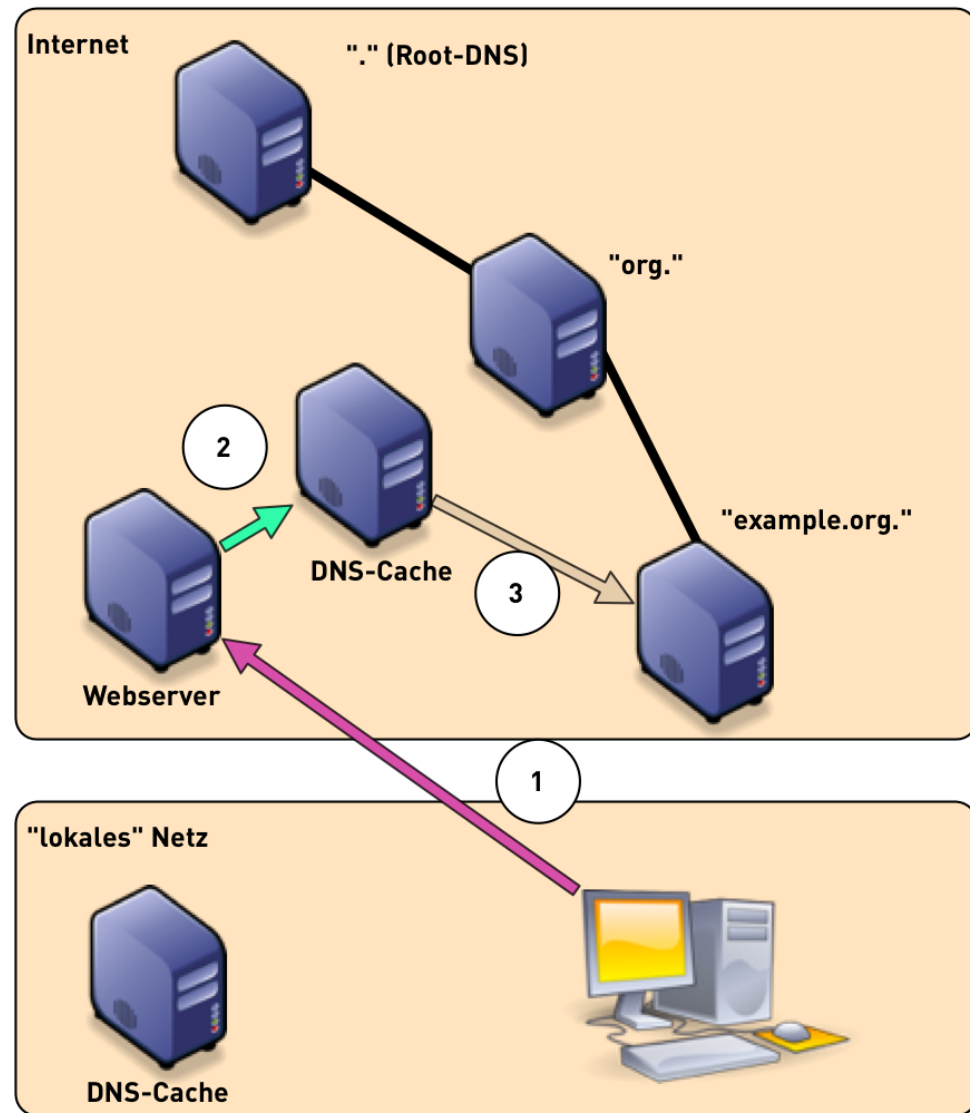 Internet
"." (Root-DNS)
"org."
2
"example.org."
DNS-Cache
3
Webserver
1
"lokales" Netz
DNS-Cache